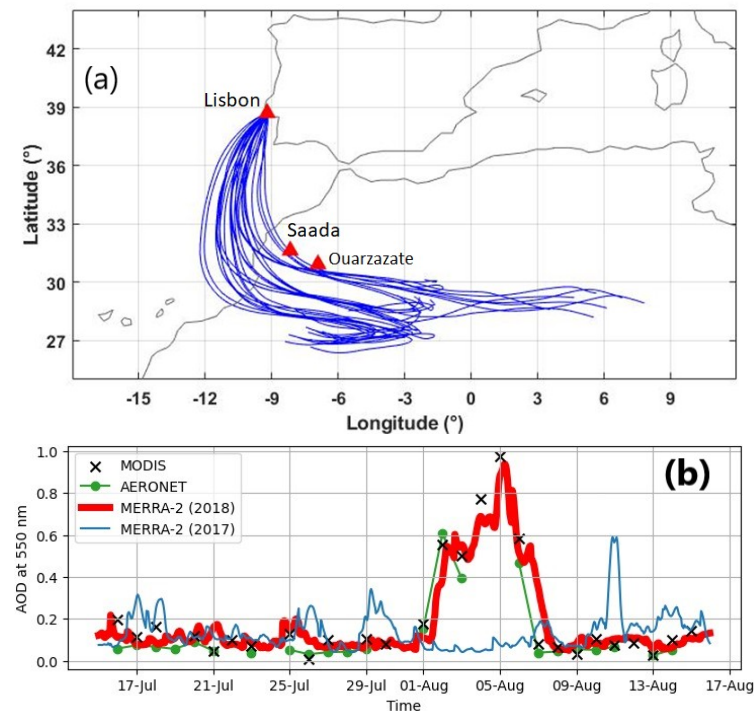 (a)
Lisbon
Saada
Ouarzazate
42
39
36
33
30
27
Latitude (°)
-15 -12 -9 -6 -3 0 3 6 9
Longitude (°)
(b)
MODIS
AERONET
MERRA-2 (2018)
MERRA-2 (2017)
1.0
0.8
0.6
0.4
0.2
0.0
AOD at 550 nm
17-Jul 21-Jul 25-Jul 29-Jul 01-Aug 05-Aug 09-Aug 13-Aug 17-Aug
Time